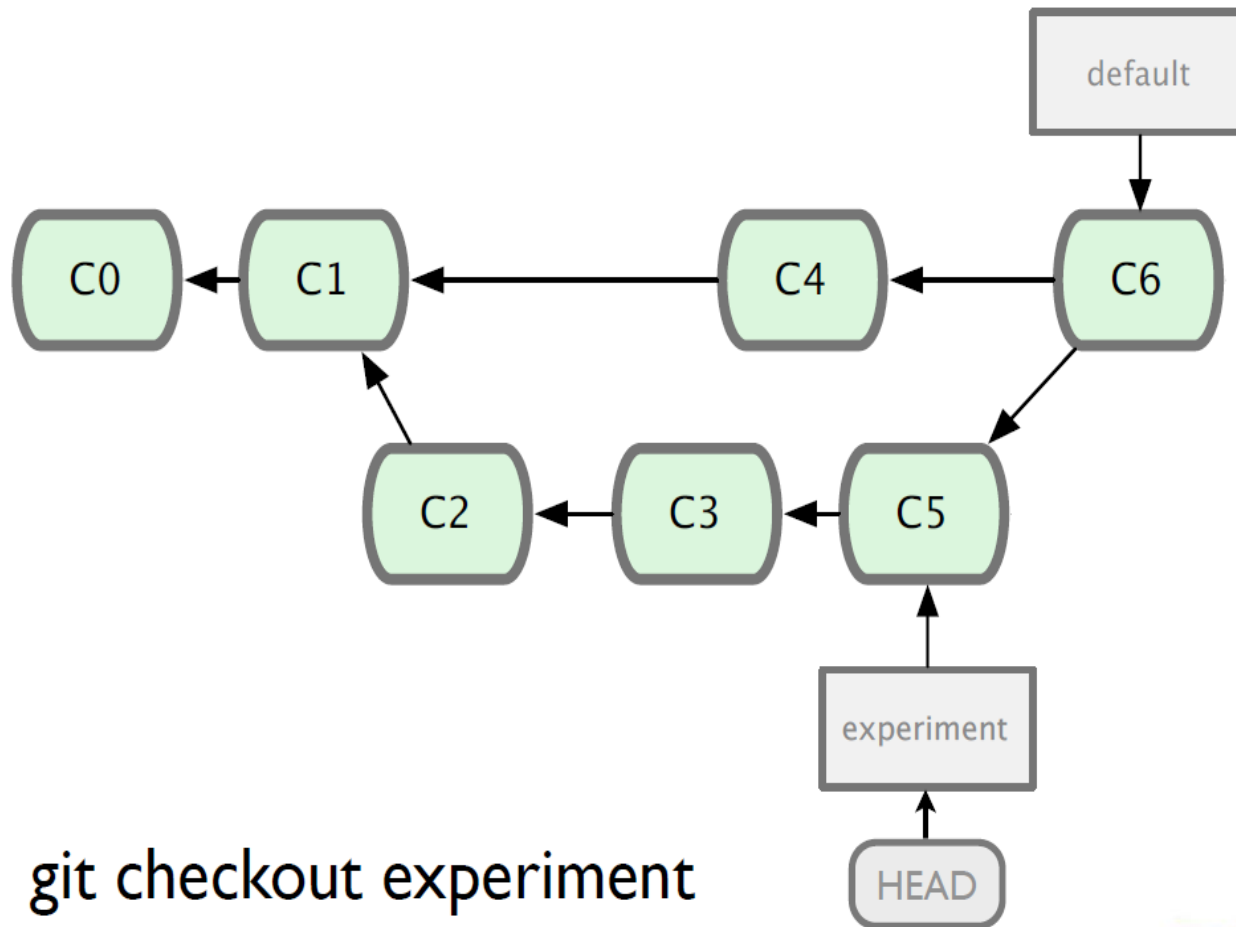 default
C0
C1
C4
C6
C2
C3
C5
experiment
git checkout experiment
HEAD